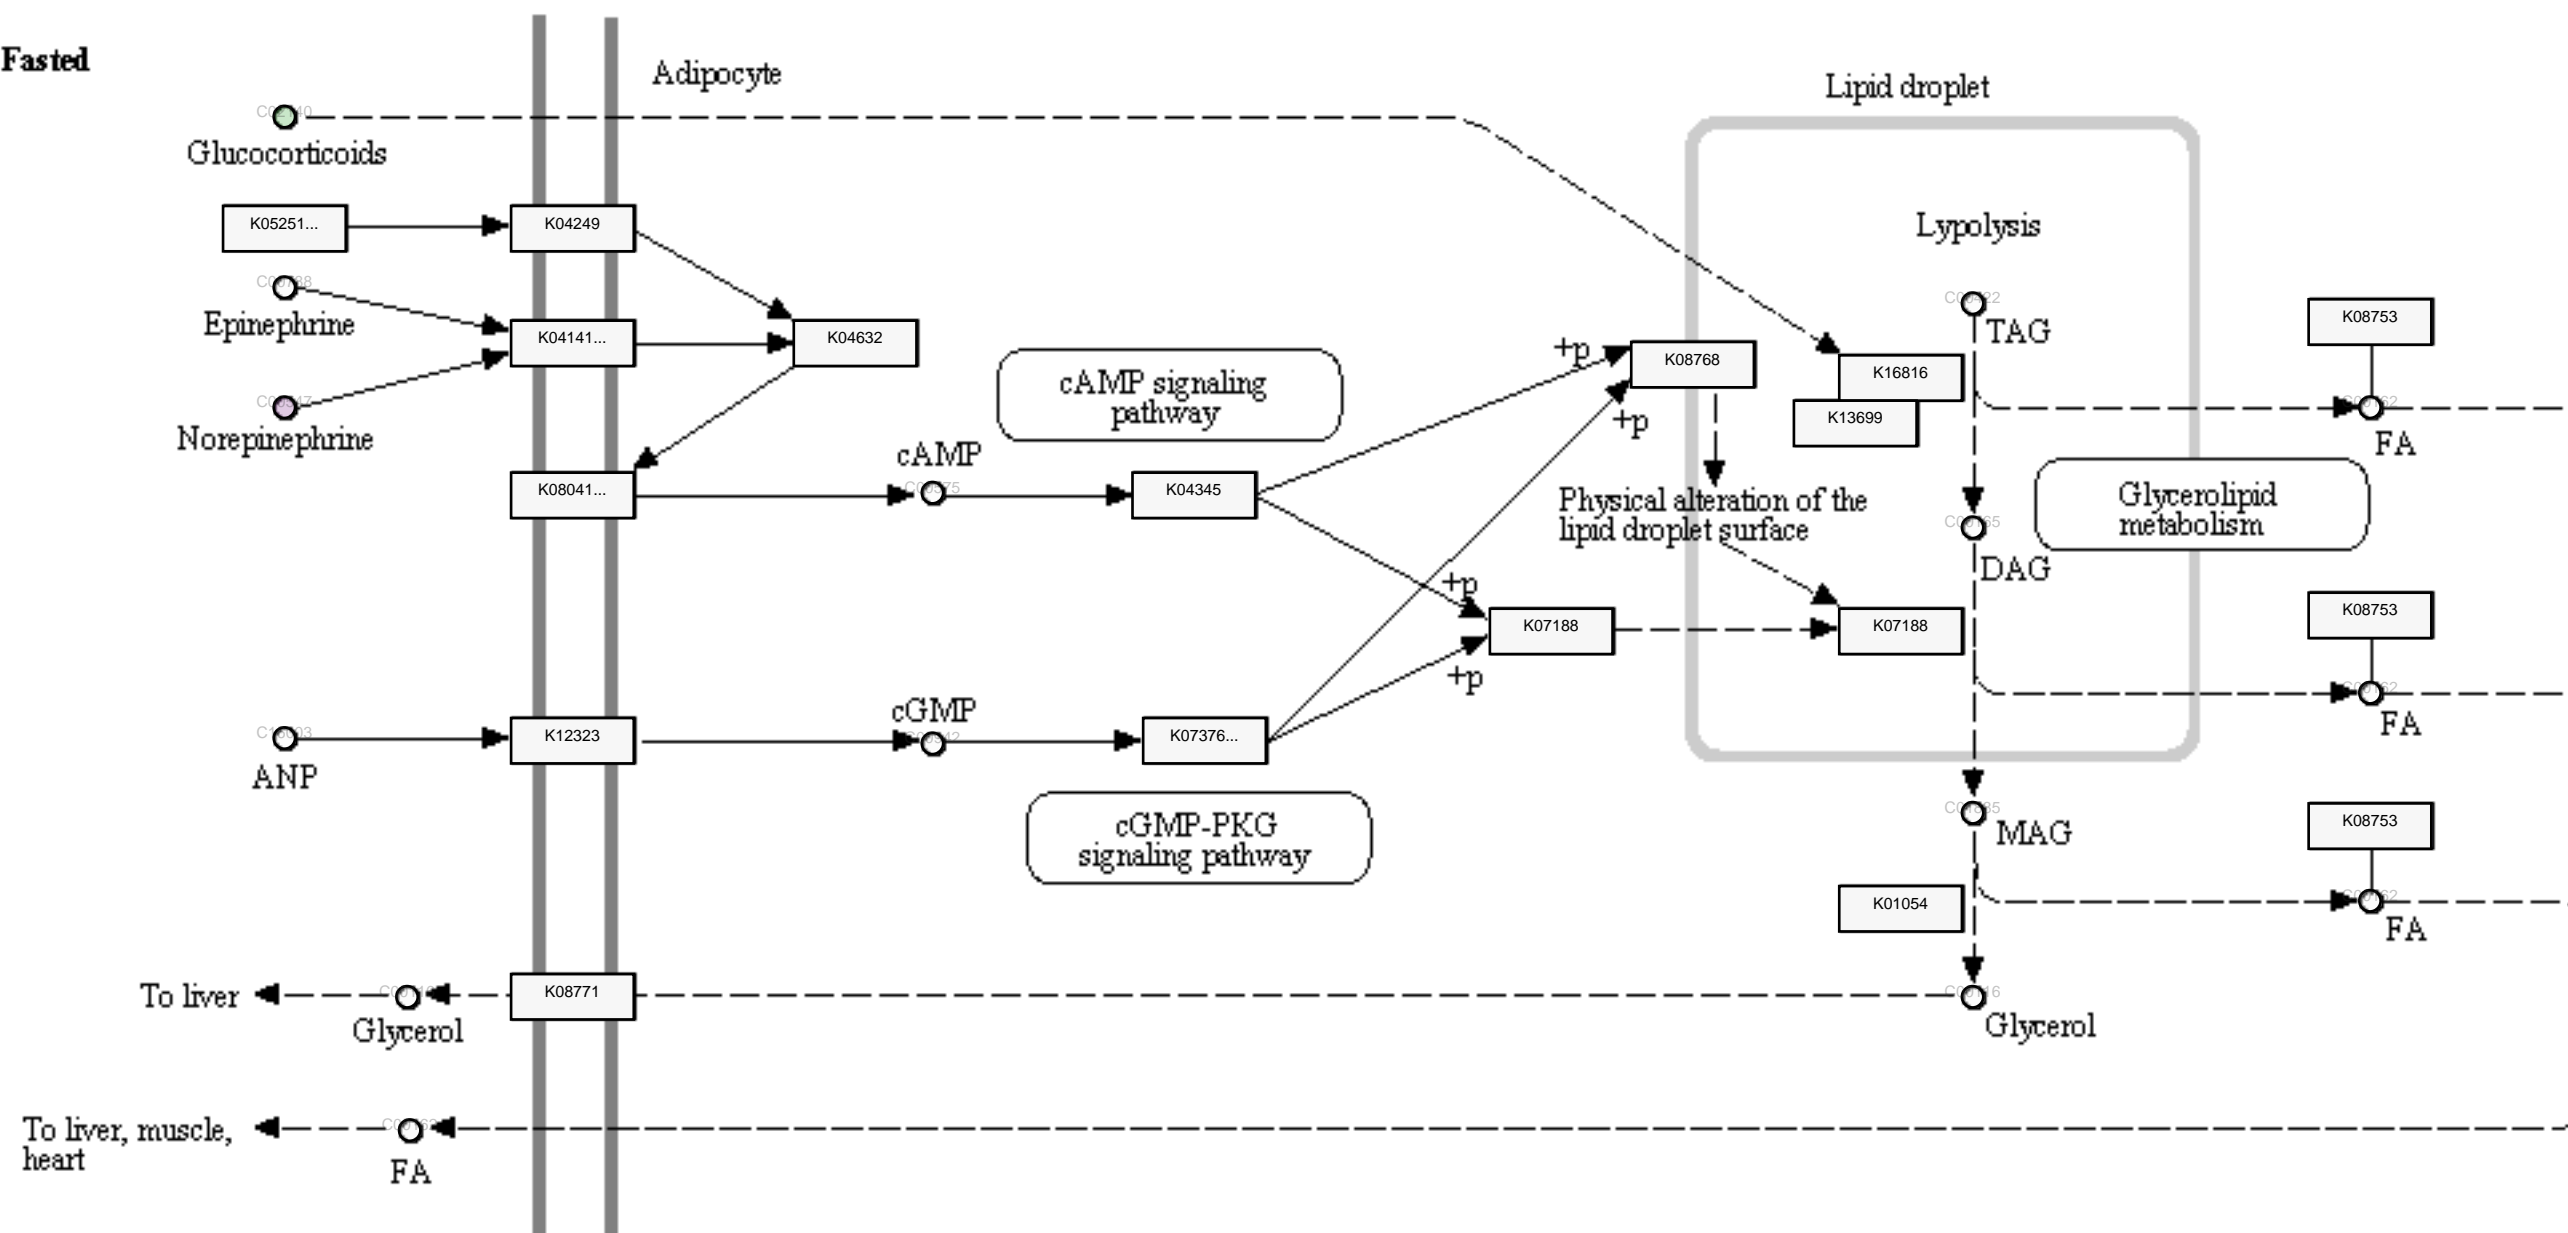 Fasted
Adipocyte
Lipid droplet
Glucocorticoids
K05251...
K04249
Lypolysis
Epinephrine
K04141...
K04632
Norepinephrine
cAMP signaling
pathway
+p
K08768
+p
K16816
K13699
TAG
K08753
FA
K08041...
cAMP
K04345
Physical alteration of the
lipid droplet surface
Glycerolipid
metabolism
DAG
+p
K07188
K07188
+p
K08753
FA
ANP
K12323
cGMP
K07376...
cGMP-PKG
signaling pathway
MAG
K08753
FA
K01054
To liver
Glycerol
K08771
Glycerol
To liver, muscle,
heart
FA